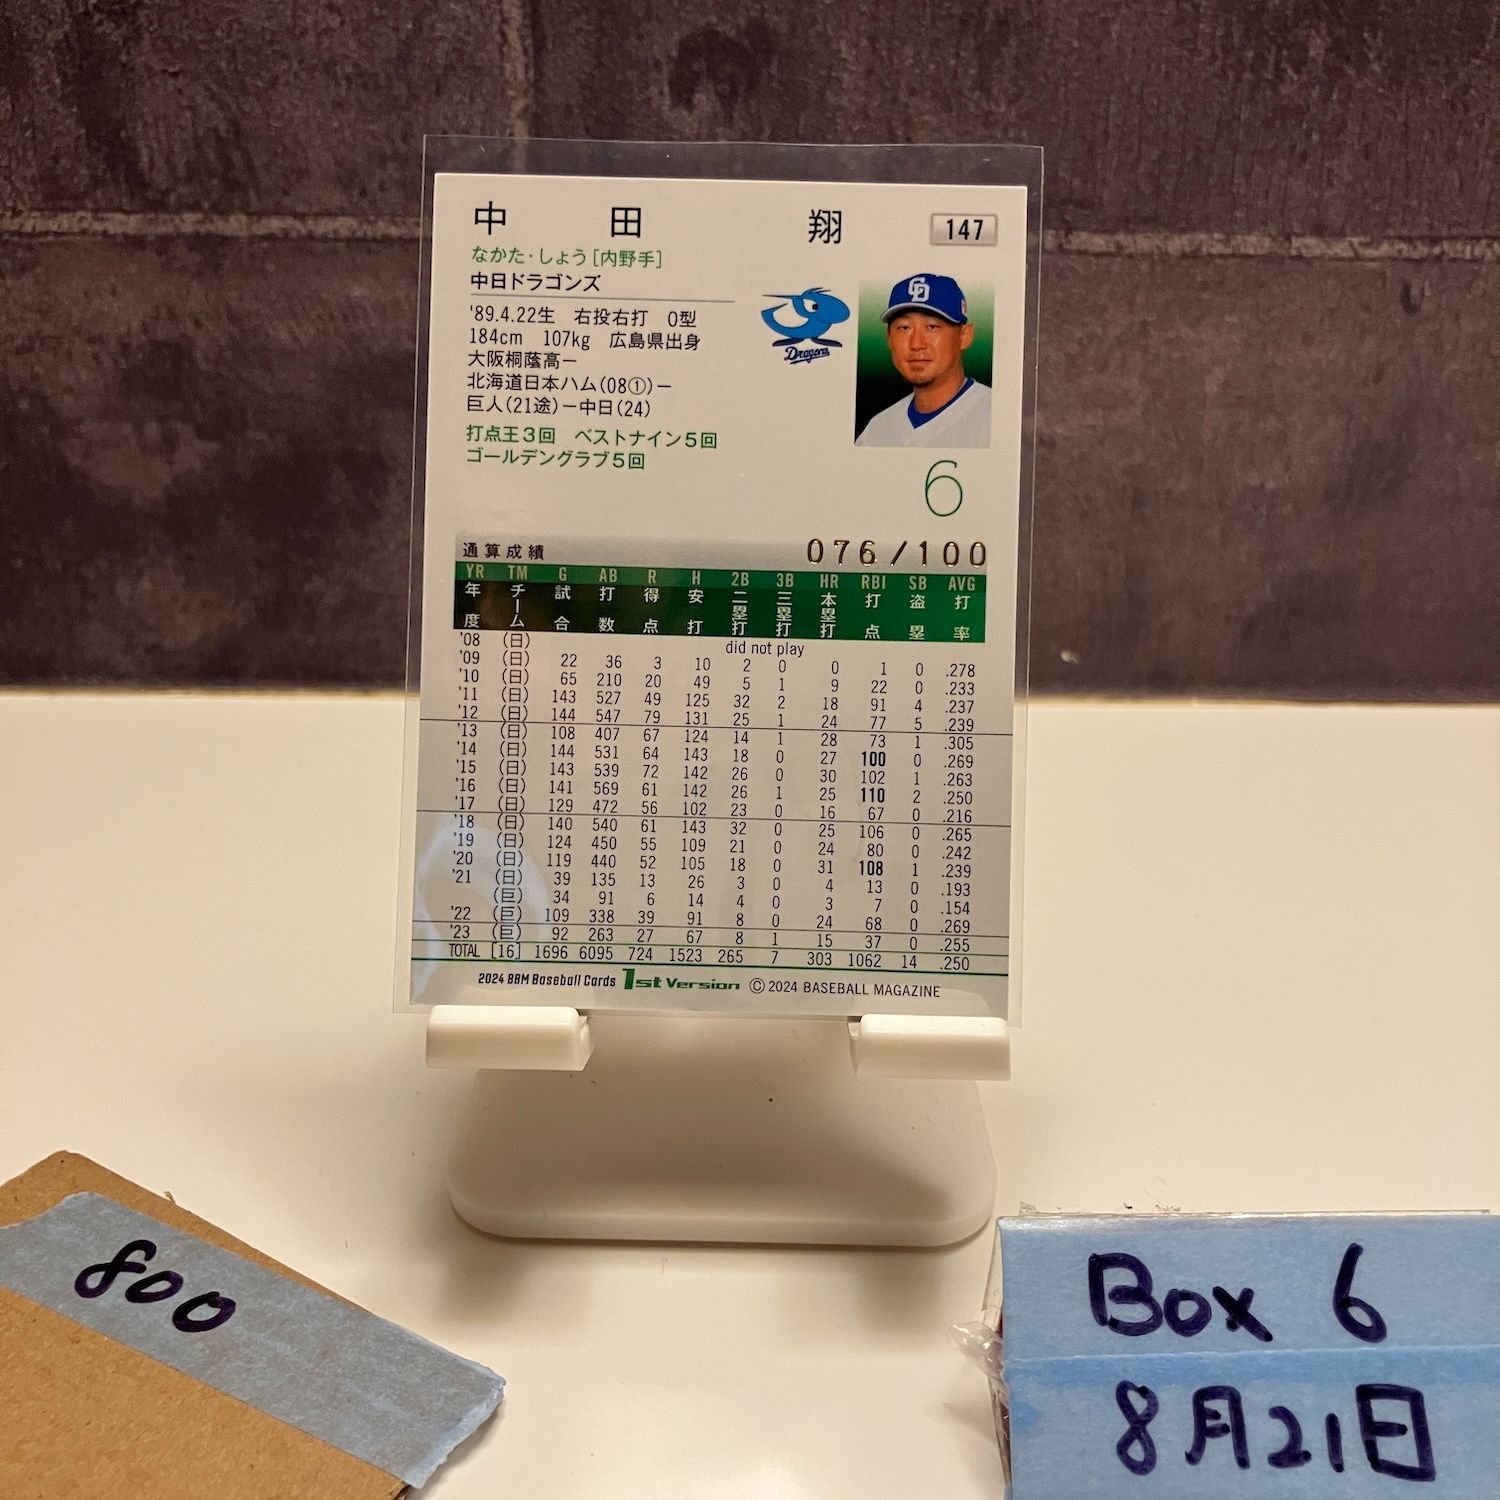 中田翔 147
なかた・しょう[内野手]
中日ドラゴンズ
'89.4.22生 右投右打 O型
184cm 107kg 広島県出身
大阪桐蔭高ー
北海道日本ハム(08①)ー
巨人(21途)ー中日(24)
打点王3回 ベストナイン5回
ゴールデングラブ5回
Dragons
CD
6
通算成績 076/100
YR TM G AB R H 2B 3B HR RBI SB AVG
年度 チーム 試合 打数 得点 安打 二塁打 三塁打 本塁打 打点 盗塁 打率
'08 (日) did not play
'09 (日) 22 36 3 10 2 0 0 1 0 .278
'10 (日) 65 210 20 49 5 1 9 22 0 .233
'11 (日) 143 527 49 125 32 2 18 91 4 .237
'12 (日) 144 547 79 131 25 1 24 77 5 .239
'13 (日) 108 407 67 124 14 1 28 73 1 .305
'14 (日) 144 531 64 143 18 0 27 100 0 .269
'15 (日) 143 539 72 142 26 0 30 102 1 .263
'16 (日) 141 569 61 142 26 1 25 110 2 .250
'17 (日) 129 472 56 102 23 0 16 67 0 .216
'18 (日) 140 540 61 143 32 0 25 106 0 .265
'19 (日) 124 450 55 109 21 0 24 80 0 .242
'20 (日) 119 440 52 105 18 0 31 108 1 .239
'21 (日) 39 135 13 26 3 0 4 13 0 .193
(巨) 34 91 6 14 4 0 3 7 0 .154
'22 (巨) 109 338 39 91 8 0 24 68 0 .269
'23 (巨) 92 263 27 67 8 1 15 37 0 .255
TOTAL [16] 1696 6095 724 1523 265 7 303 1062 14 .250
2024 BBM Baseball Cards 1st Version ©2024 BASEBALL MAGAZINE
800
Box 6
8月21日